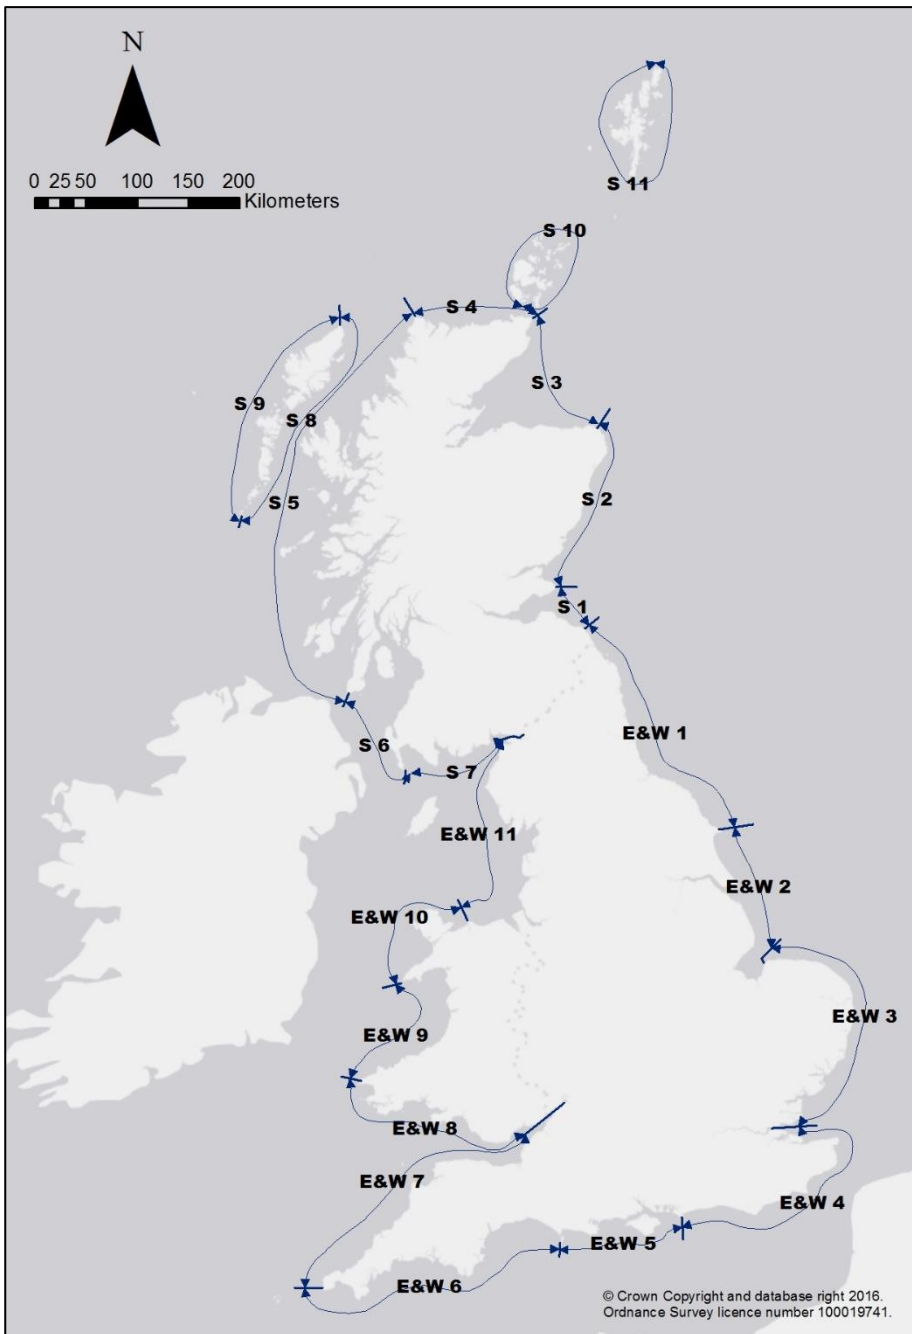 N
0 25 50 100 150 200
Kilometers
S 11
S 10
S 4
S 3
S 9
S 8
S 5
S 2
S 1
E&W 1
S 6
S 7
E&W 11
E&W 2
E&W 10
E&W 3
E&W 9
E&W 8
E&W 7
E&W 4
E&W 5
E&W 6
© Crown Copyright and database right 2016.
Ordnance Survey licence number 100019741.